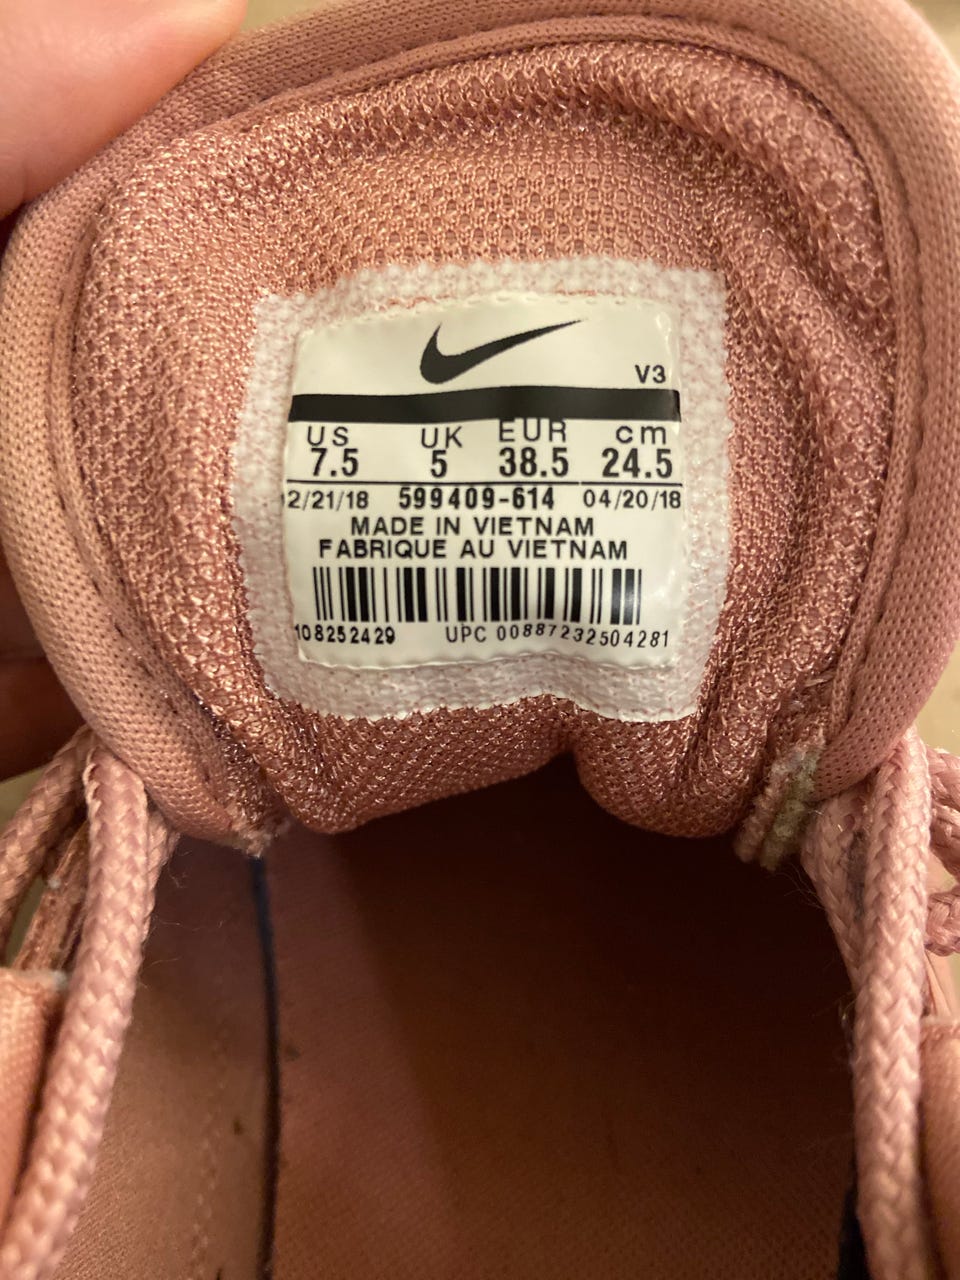 V3
US UK EUR cm
7.5 5 38.5 24.5
2/21/18 599409-614 04/20/18
MADE IN VIETNAM
FABRIQUE AU VIETNAM
108252429 UPC 00887232504281